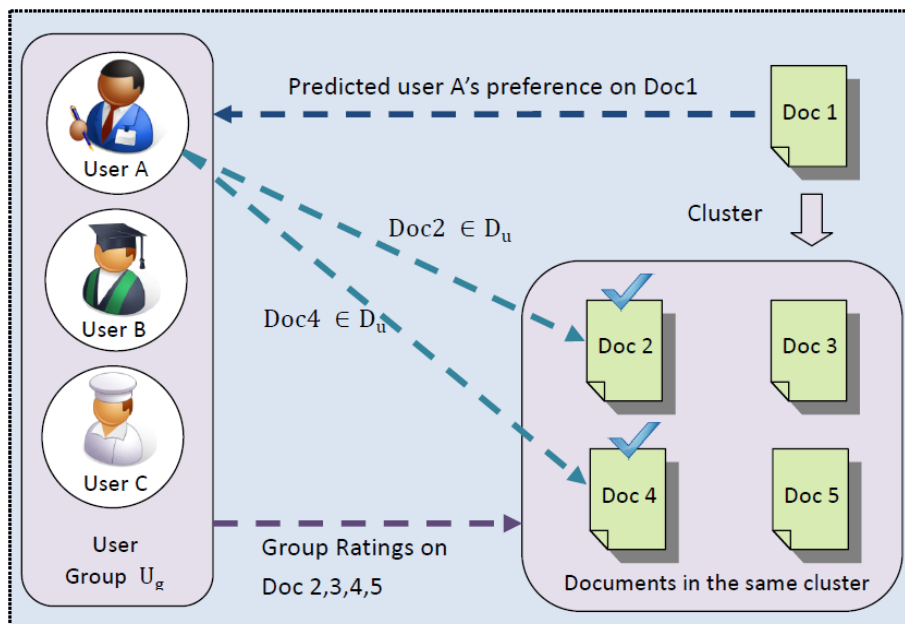 Predicted user A’s preference on Doc1
Doc 1
User A
Cluster
Doc2 ∈ Dᵤ
Doc4 ∈ Dᵤ
User B
Doc 2
Doc 3
User C
Doc 4
Doc 5
User
Group U_g
Group Ratings on
Doc 2,3,4,5
Documents in the same cluster